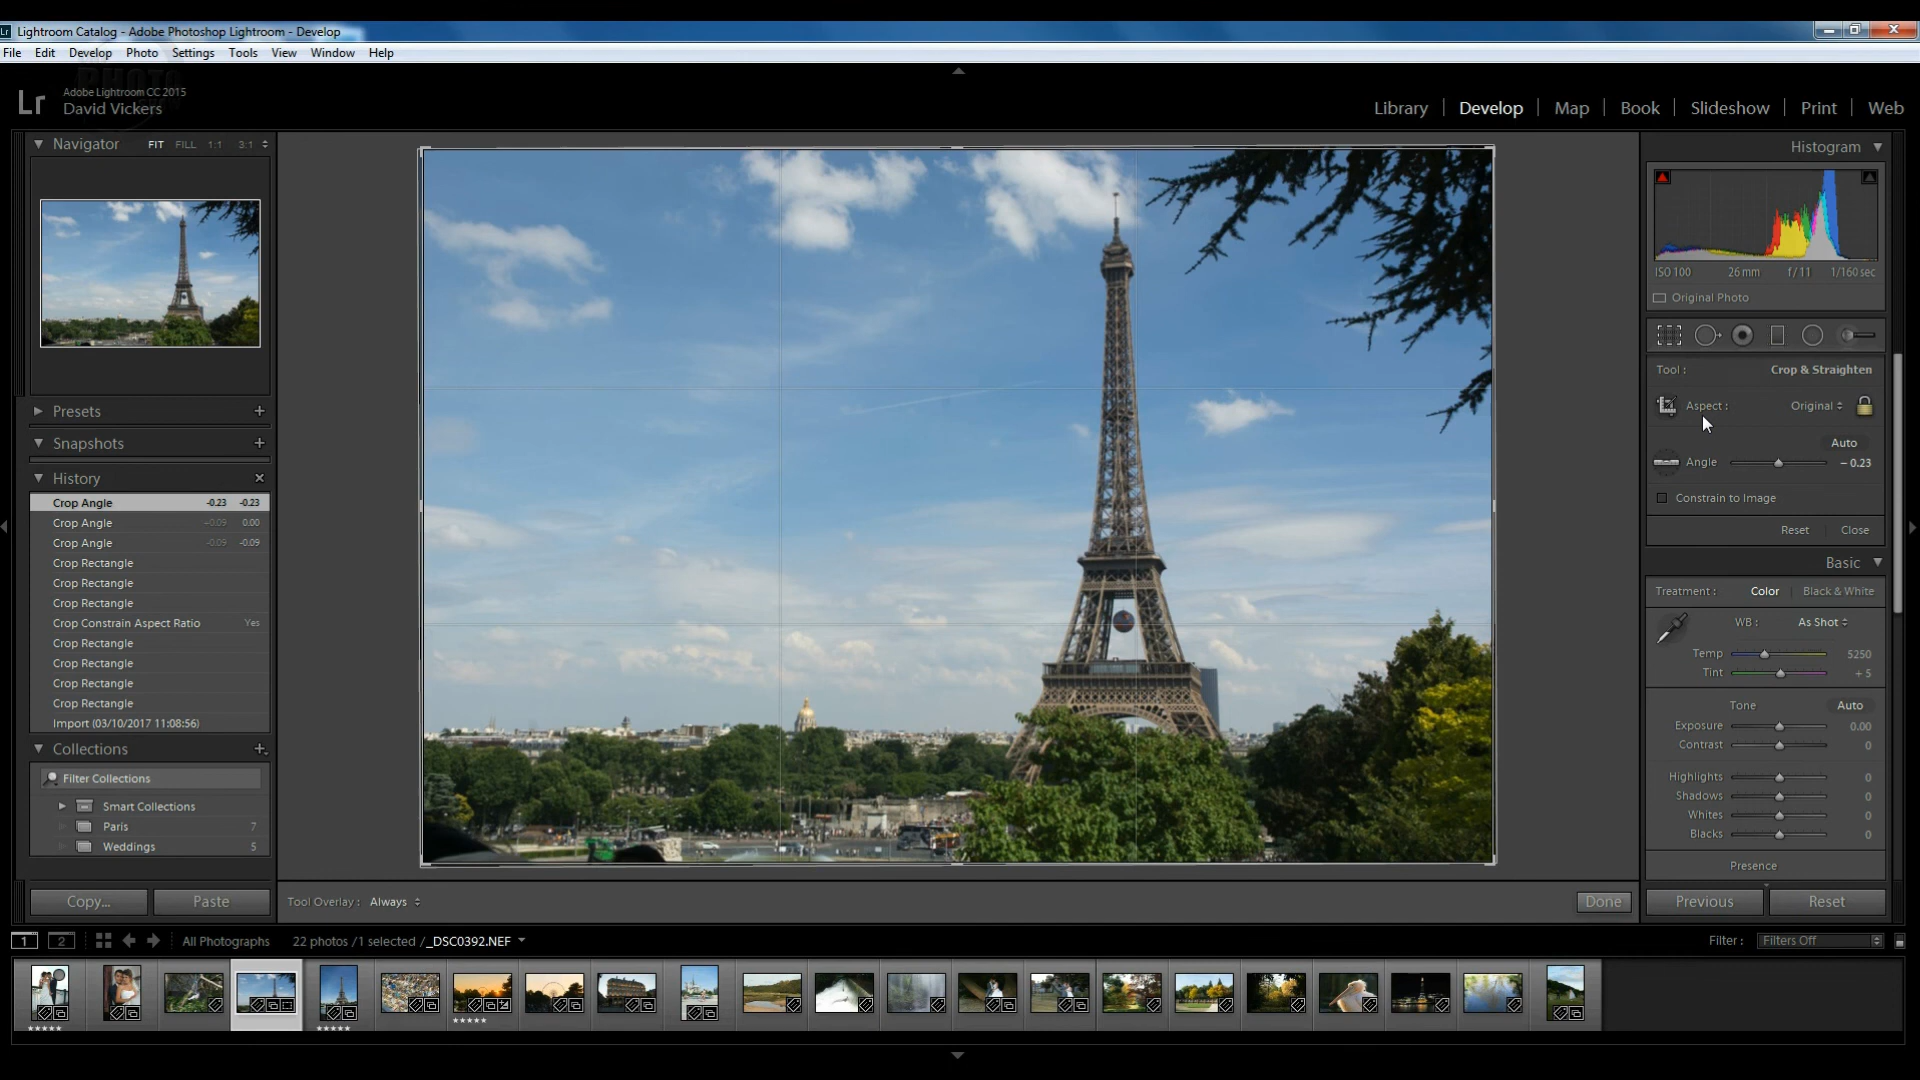 Lightroom Catalog - Adobe Photoshop Lightroom - Develop
File Edit Develop Photo Settings Tools View Window Help
Lr
Adobe Lightroom CC 2015
David Vickers
Library Develop Map Book Slideshow Print Web
Navigator FIT FILL 1:1 3:1
Presets
Snapshots
History
Crop Angle -0.23 -0.23
Crop Angle +0.09 0.00
Crop Angle -0.09 -0.09
Crop Rectangle
Crop Rectangle
Crop Rectangle
Crop Constrain Aspect Ratio Yes
Crop Rectangle
Crop Rectangle
Crop Rectangle
Crop Rectangle
Import (03/10/2017 11:08:56)
Collections
Filter Collections
Smart Collections
Paris 7
Weddings 5
Copy... Paste
Tool Overlay : Always
Done
Histogram
ISO 100 26 mm f/11 1/160 sec
Original Photo
Tool : Crop & Straighten
Aspect : Original
Auto
Angle - 0.23
Constrain to Image
Reset Close
Basic
Treatment : Color Black & White
WB : As Shot
Temp 5250
Tint + 5
Tone Auto
Exposure 0.00
Contrast 0
Highlights 0
Shadows 0
Whites 0
Blacks 0
Presence
Previous Reset
1 2 All Photographs 22 photos /1 selected /_DSC0392.NEF
Filter : Filters Off